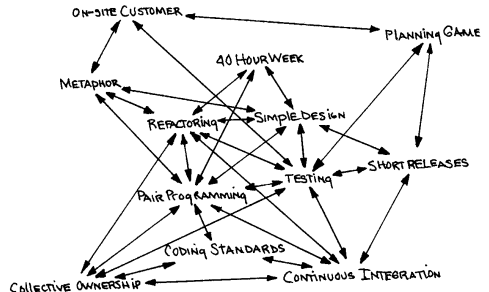 ON-SITE CUSTOMER
PLANNING GAME
40 HOUR WEEK
METAPHOR
REFACTORING
SIMPLE DESIGN
SHORT RELEASES
TESTING
PAIR PROGRAMMING
CODING STANDARDS
CONTINUOUS INTEGRATION
COLLECTIVE OWNERSHIP